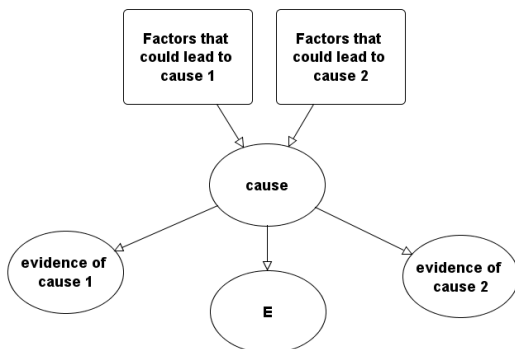 Factors that
could lead to
cause 1
Factors that
could lead to
cause 2
cause
evidence of
cause 1
E
evidence of
cause 2